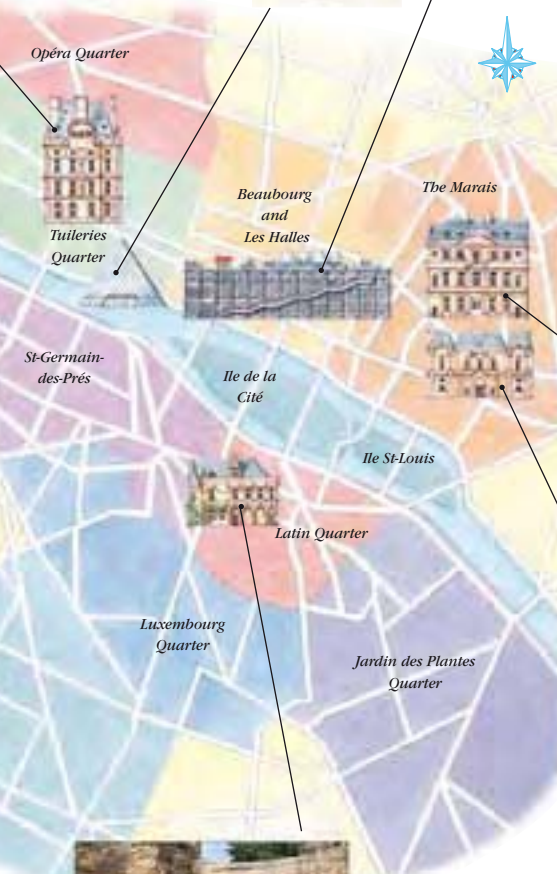 Opéra Quarter
The Marais
Beaubourg
and
Les Halles
Tuileries
Quarter
St-Germain-
des-Prés
Ile de la
Cité
Ile St-Louis
Latin Quarter
Luxembourg
Quarter
Jardin des Plantes
Quarter